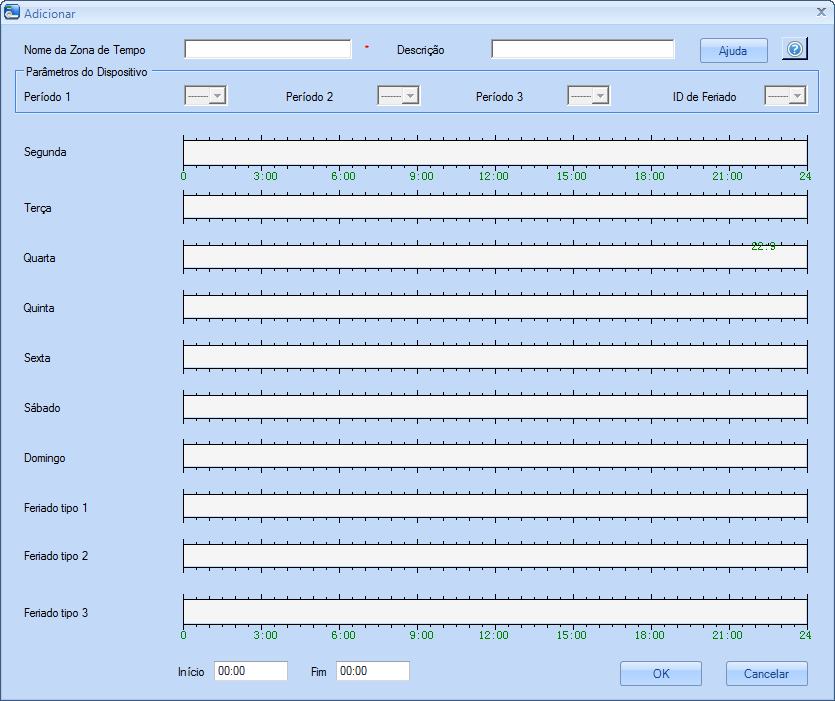 Adicionar
Nome da Zona de Tempo * Descrição Ajuda ?
Parâmetros do Dispositivo
Período 1 ------ Período 2 ------ Período 3 ------ ID de Feriado ------
Segunda
0 3:00 6:00 9:00 12:00 15:00 18:00 21:00 24
Terça
22:9
Quarta
Quinta
Sexta
Sábado
Domingo
Feriado tipo 1
Feriado tipo 2
Feriado tipo 3
0 3:00 6:00 9:00 12:00 15:00 18:00 21:00 24
Início 00:00 Fim 00:00 OK Cancelar